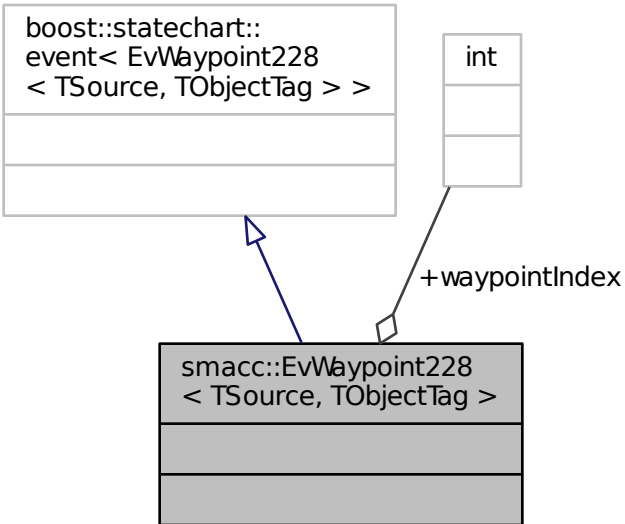 boost::statechart::
event< EvWaypoint228
< TSource, TObjectTag > >
int
+waypointIndex
smacc::EvWaypoint228
< TSource, TObjectTag >